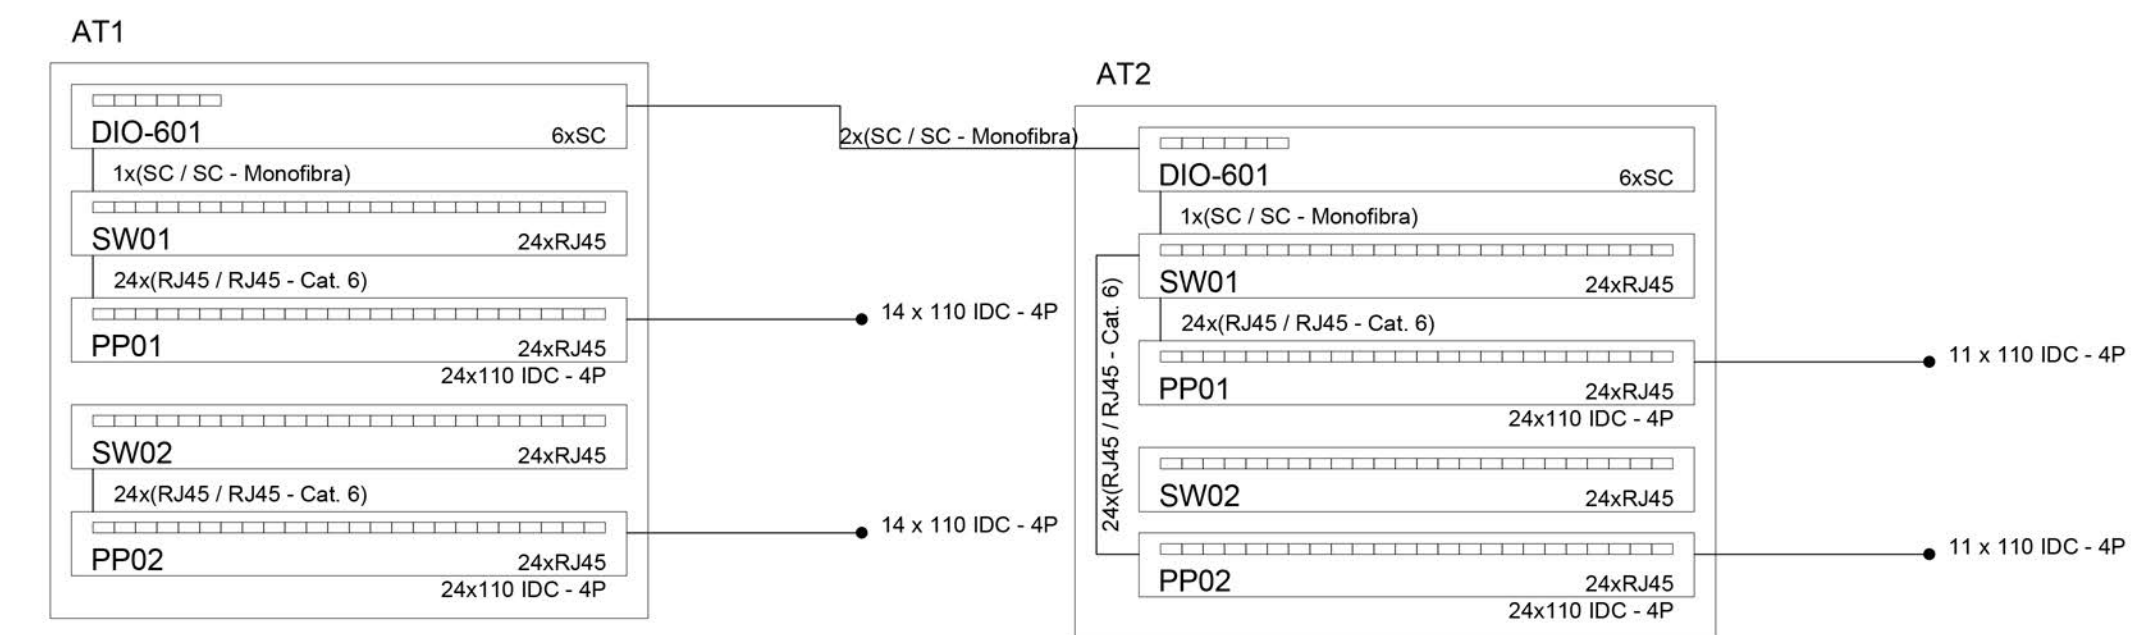 AT1
DIO-601
6xSC
1x(SC / SC - Monofibra)
SW01
24xRJ45
24x(RJ45 / RJ45 - Cat. 6)
PP01
24xRJ45
24x110 IDC - 4P
14 x 110 IDC - 4P
SW02
24xRJ45
24x(RJ45 / RJ45 - Cat. 6)
PP02
24xRJ45
24x110 IDC - 4P
14 x 110 IDC - 4P
2x(SC / SC - Monofibra)
AT2
DIO-601
6xSC
1x(SC / SC - Monofibra)
SW01
24xRJ45
24x(RJ45 / RJ45 - Cat. 6)
24x(RJ45 / RJ45 - Cat. 6)
PP01
24xRJ45
24x110 IDC - 4P
11 x 110 IDC - 4P
SW02
24xRJ45
PP02
24xRJ45
24x110 IDC - 4P
11 x 110 IDC - 4P